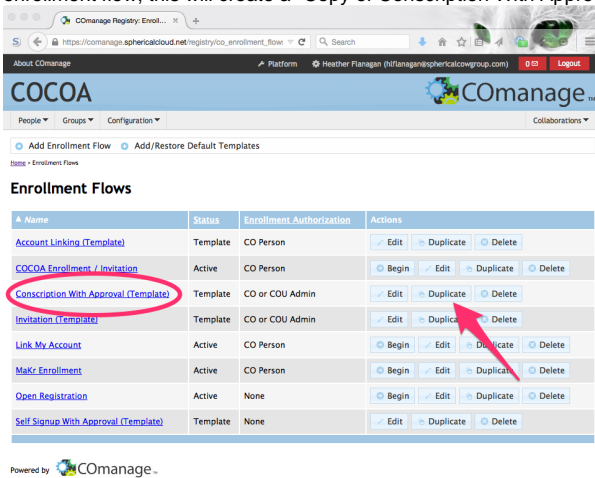 enrollment flow, this will create a "Copy of Conscription With Appro
COmanage Registry: Enroll... × +
https://comanage.sphericalcloud.net/registry/co_enrollment_flows Search
About COmanage Platform Heather Flanagan (hlflanagan@sphericalcowgroup.com) 0 Logout
COCOA COmanage™
People Groups Configuration Collaborations
Add Enrollment Flow Add/Restore Default Templates
Home > Enrollment Flows
Enrollment Flows
Name Status Enrollment Authorization Actions
Account Linking (Template) Template CO Person Edit Duplicate Delete
COCOA Enrollment / Invitation Active CO Person Begin Edit Duplicate Delete
Conscription With Approval (Template) Template CO or COU Admin Edit Duplicate Delete
Invitation (Template) Template CO or COU Admin Edit Duplicate Delete
Link My Account Active CO Person Begin Edit Duplicate Delete
MaKr Enrollment Active CO Person Begin Edit Duplicate Delete
Open Registration Active None Begin Edit Duplicate Delete
Self Signup With Approval (Template) Template None Edit Duplicate Delete
Powered by COmanage™